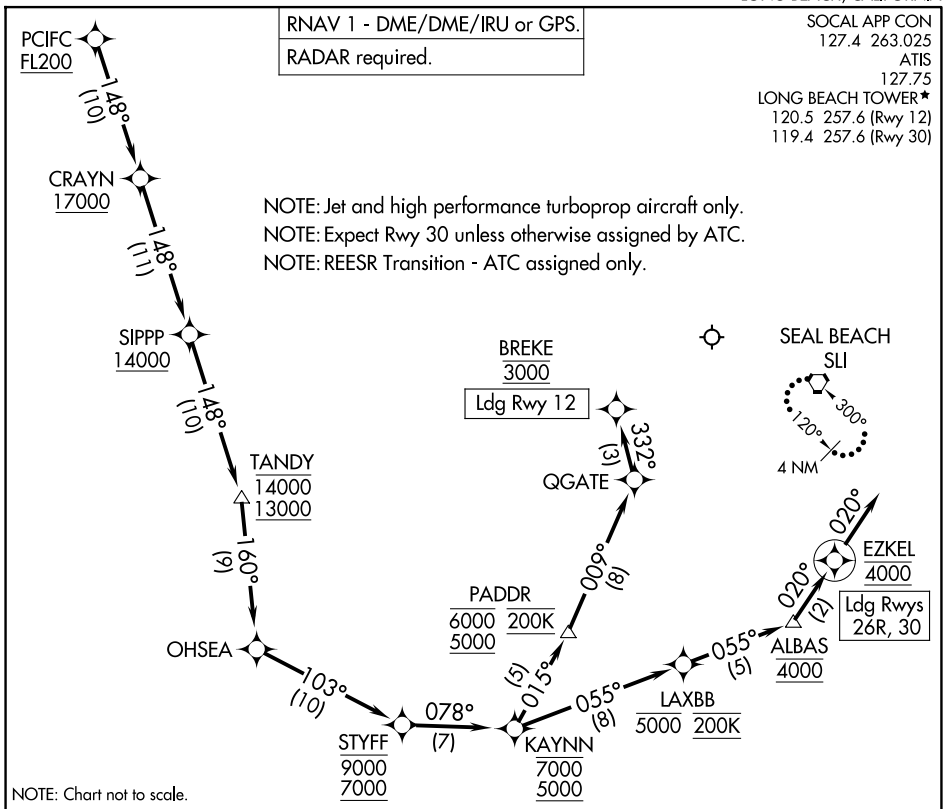 RNAV 1 - DME/DME/IRU or GPS.
RADAR required.
SOCAL APP CON
127.4 263.025
ATIS
127.75
LONG BEACH TOWER★
120.5 257.6 (Rwy 12)
119.4 257.6 (Rwy 30)
PCIFC
FL200
148°
(10)
CRAYN
17000
NOTE: Jet and high performance turboprop aircraft only.
NOTE: Expect Rwy 30 unless otherwise assigned by ATC.
NOTE: REESR Transition - ATC assigned only.
148°
(11)
SIPPP
14000
148°
(10)
TANDY
14000
13000
160°
(9)
OHSEA
103°
(10)
STYFF
9000
7000
078°
(7)
KAYNN
7000
5000
015°
(5)
PADDR
6000 200K
5000
009°
(8)
QGATE
332°
(3)
BREKE
3000
Ldg Rwy 12
055°
(8)
LAXBB
5000 200K
055°
(5)
ALBAS
4000
020°
(2)
EZKEL
4000
Ldg Rwys
26R, 30
020°
SEAL BEACH
SLI
300°
120°
4 NM
NOTE: Chart not to scale.